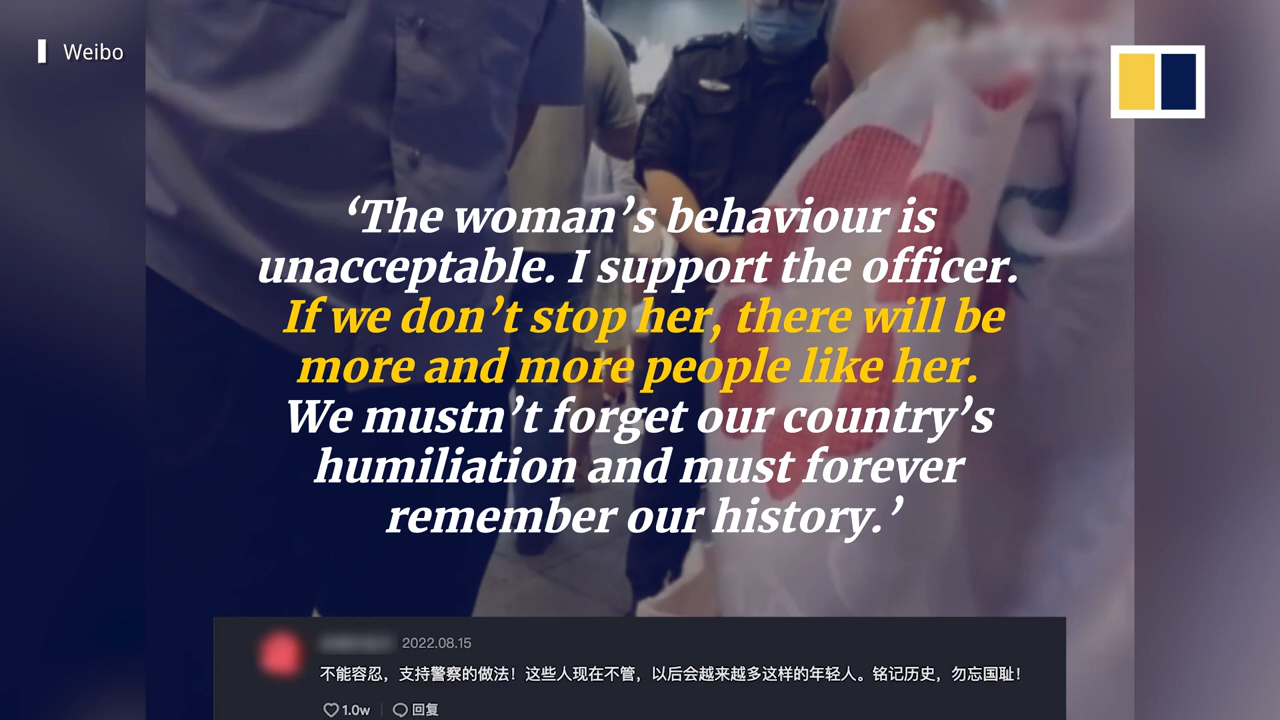 Weibo
‘The woman’s behaviour is
unacceptable. I support the officer.
If we don’t stop her, there will be
more and more people like her.
We mustn’t forget our country’s
humiliation and must forever
remember our history.’
2022.08.15
不能容忍，支持警察的做法！这些人现在不管，以后会越来越多这样的年轻人。铭记历史，勿忘国耻！
1.0w
回复